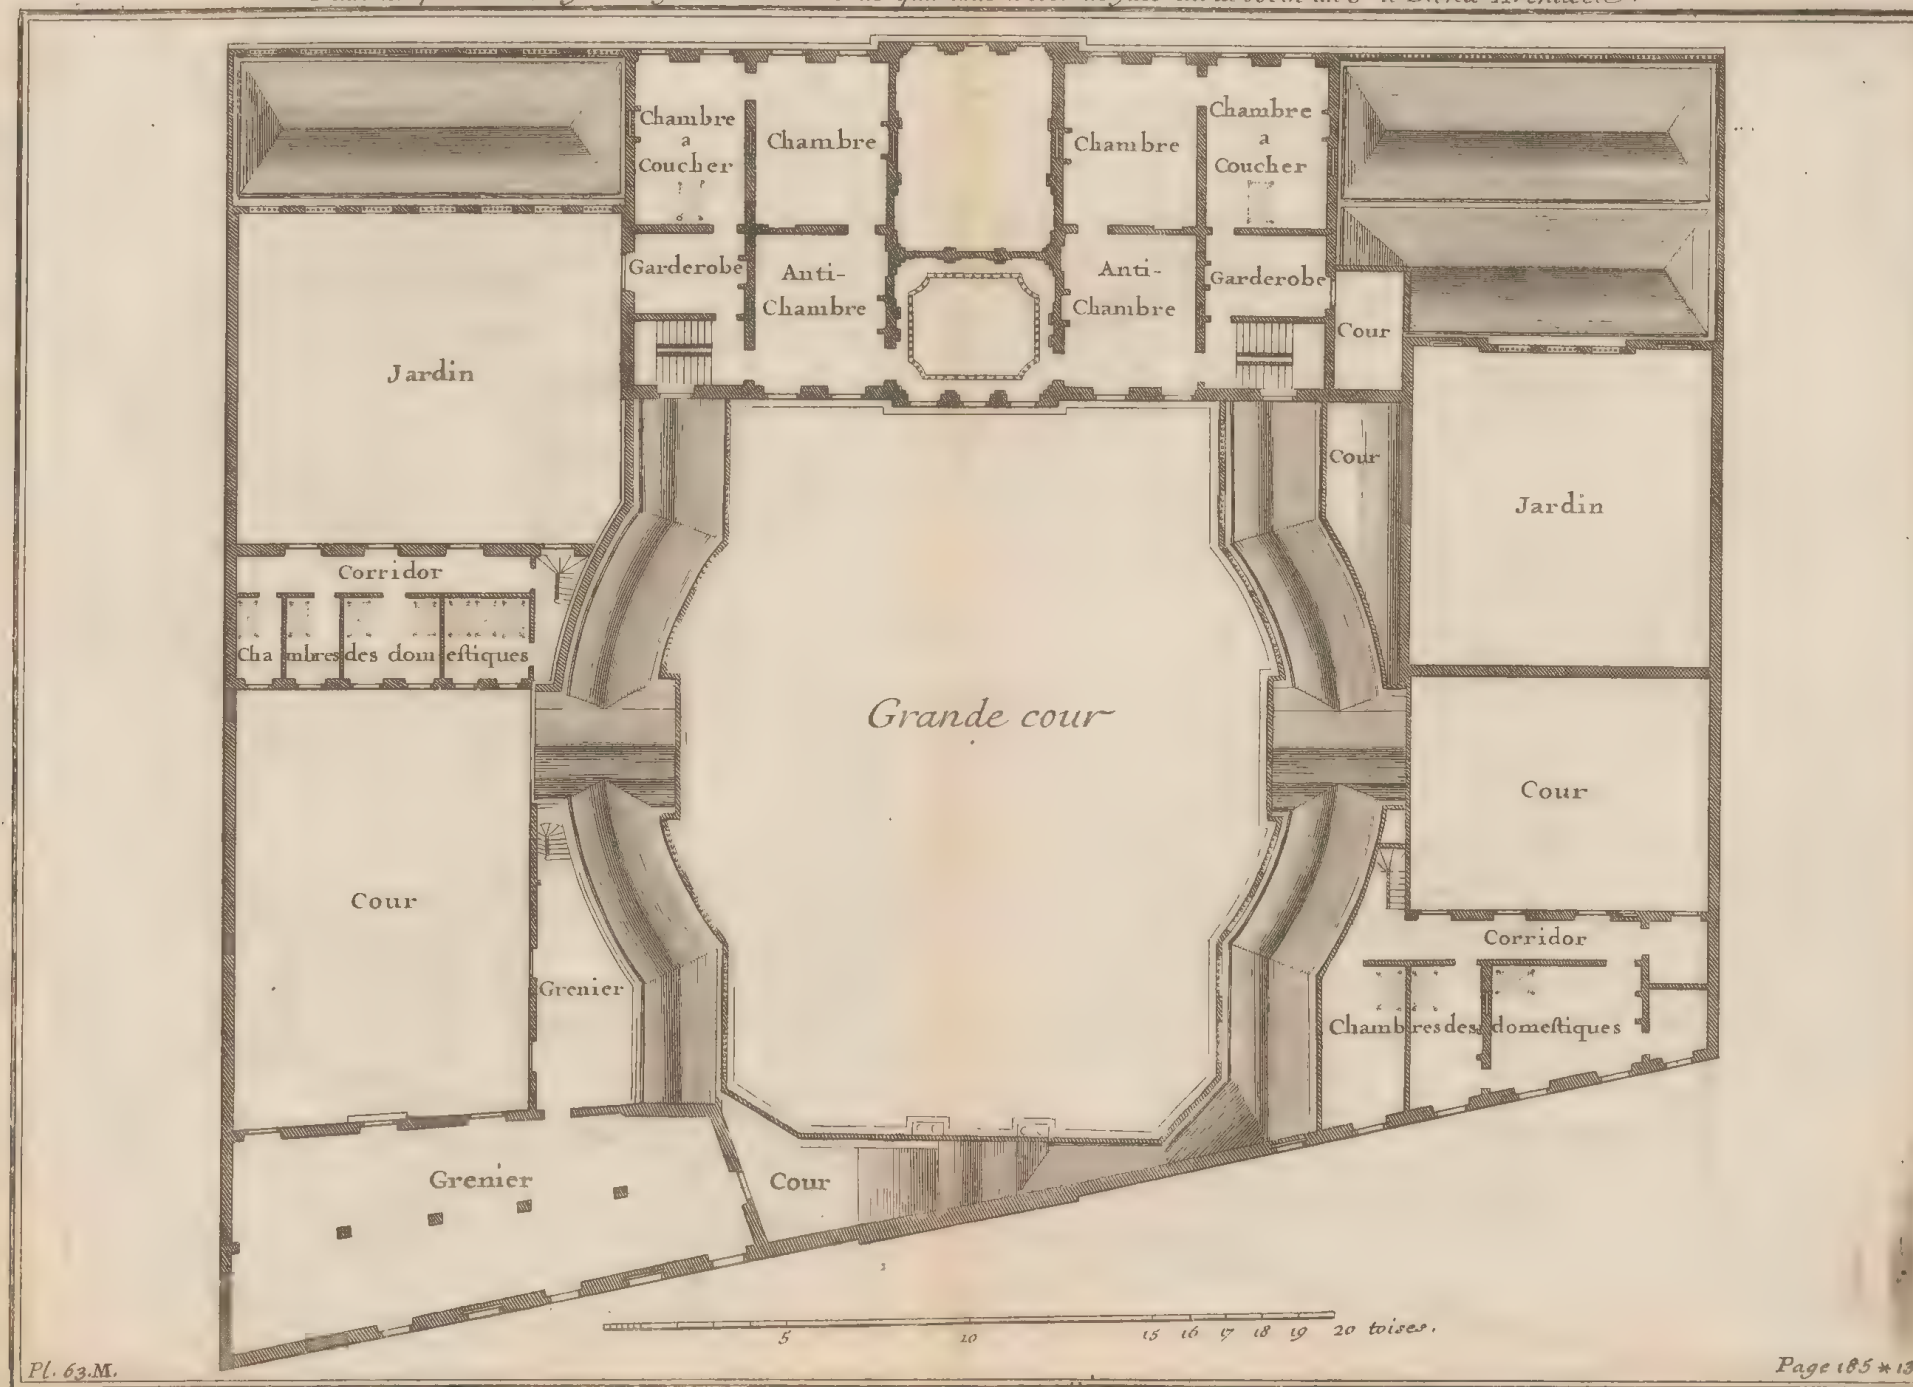 Chambre
a
Coucher
Chambre
Chambre
Chambre
a
Coucher
Garderobe
Anti-
Chambre
Anti-
Chambre
Garderobe
Cour
Jardin
Cour
Jardin
Corridor
Chambres des domeſtiques
Grande cour
Cour
Cour
Corridor
Grenier
Chambres des domeſtiques
Grenier
Cour
5 10 15 16 17 18 19 20 toises.
Pl. 63.M.
Page 185 * 13